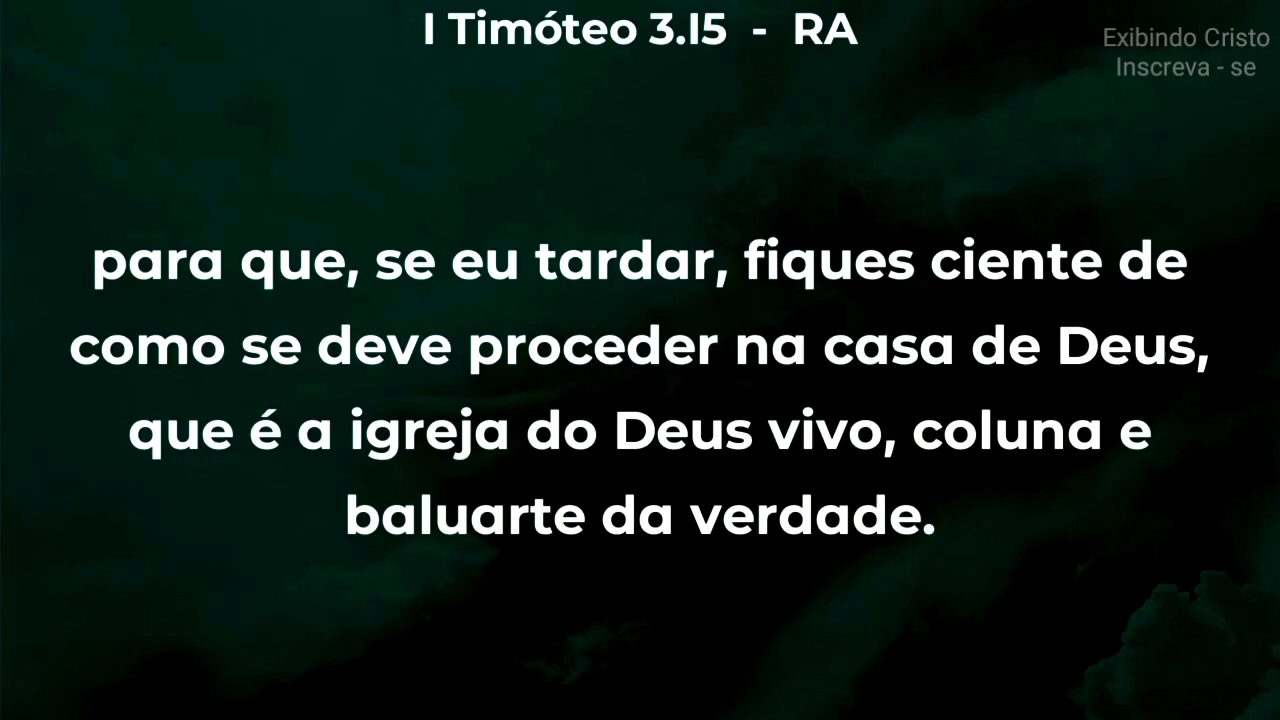 I Timóteo 3.I5 - RA
Exibindo Cristo
Inscreva - se
para que, se eu tardar, fiques ciente de
como se deve proceder na casa de Deus,
que é a igreja do Deus vivo, coluna e
baluarte da verdade.